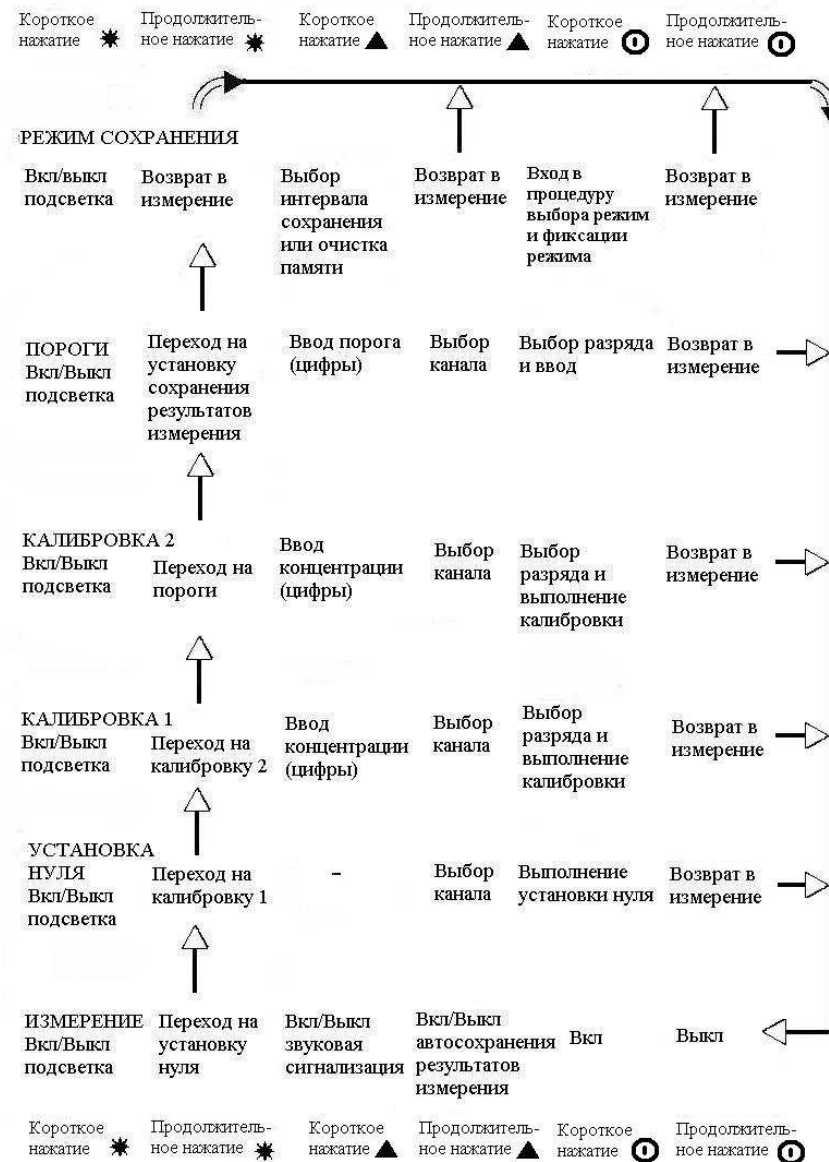 Короткое нажатие
Продолжитель-
ное нажатие
Короткое
нажатие
Продолжитель-
ное нажатие
Короткое
нажатие
Продолжитель-
ное нажатие
РЕЖИМ СОХРАНЕНИЯ
Вкл/выкл
подсветка
Возврат в
измерение
Выбор
интервала
сохранения
или очистка
памяти
Возврат в
измерение
Вход в
процедуру
выбора режим
и фиксации
режима
Возврат в
измерение
ПОРОГИ
Вкл/Выкл
подсветка
Переход на
установку
сохранения
результатов
измерения
Ввод порога
(цифры)
Выбор
канала
Выбор разряда
и ввод
Возврат в
измерение
КАЛИБРОВКА 2
Вкл/Выкл
подсветка
Переход на
пороги
Ввод
концентрации
(цифры)
Выбор
канала
Выбор
разряда и
выполнение
калибровки
Возврат в
измерение
КАЛИБРОВКА 1
Вкл/Выкл
подсветка
Переход на
калибровку 2
Ввод
концентрации
(цифры)
Выбор
канала
Выбор
разряда и
выполнение
калибровки
Возврат в
измерение
УСТАНОВКА
НУЛЯ
Вкл/Выкл
подсветка
Переход на
калибровку 1
–
Выбор
канала
Выполнение
установки нуля
Возврат в
измерение
ИЗМЕРЕНИЕ
Вкл/Выкл
подсветка
Переход на
установку
нуля
Вкл/Выкл
звуковая
сигнализация
Вкл/Выкл
автосохранения
результатов
измерения
Вкл
Выкл
Короткое
нажатие
Продолжитель-
ное нажатие
Короткое
нажатие
Продолжитель-
ное нажатие
Короткое
нажатие
Продолжитель-
ное нажатие